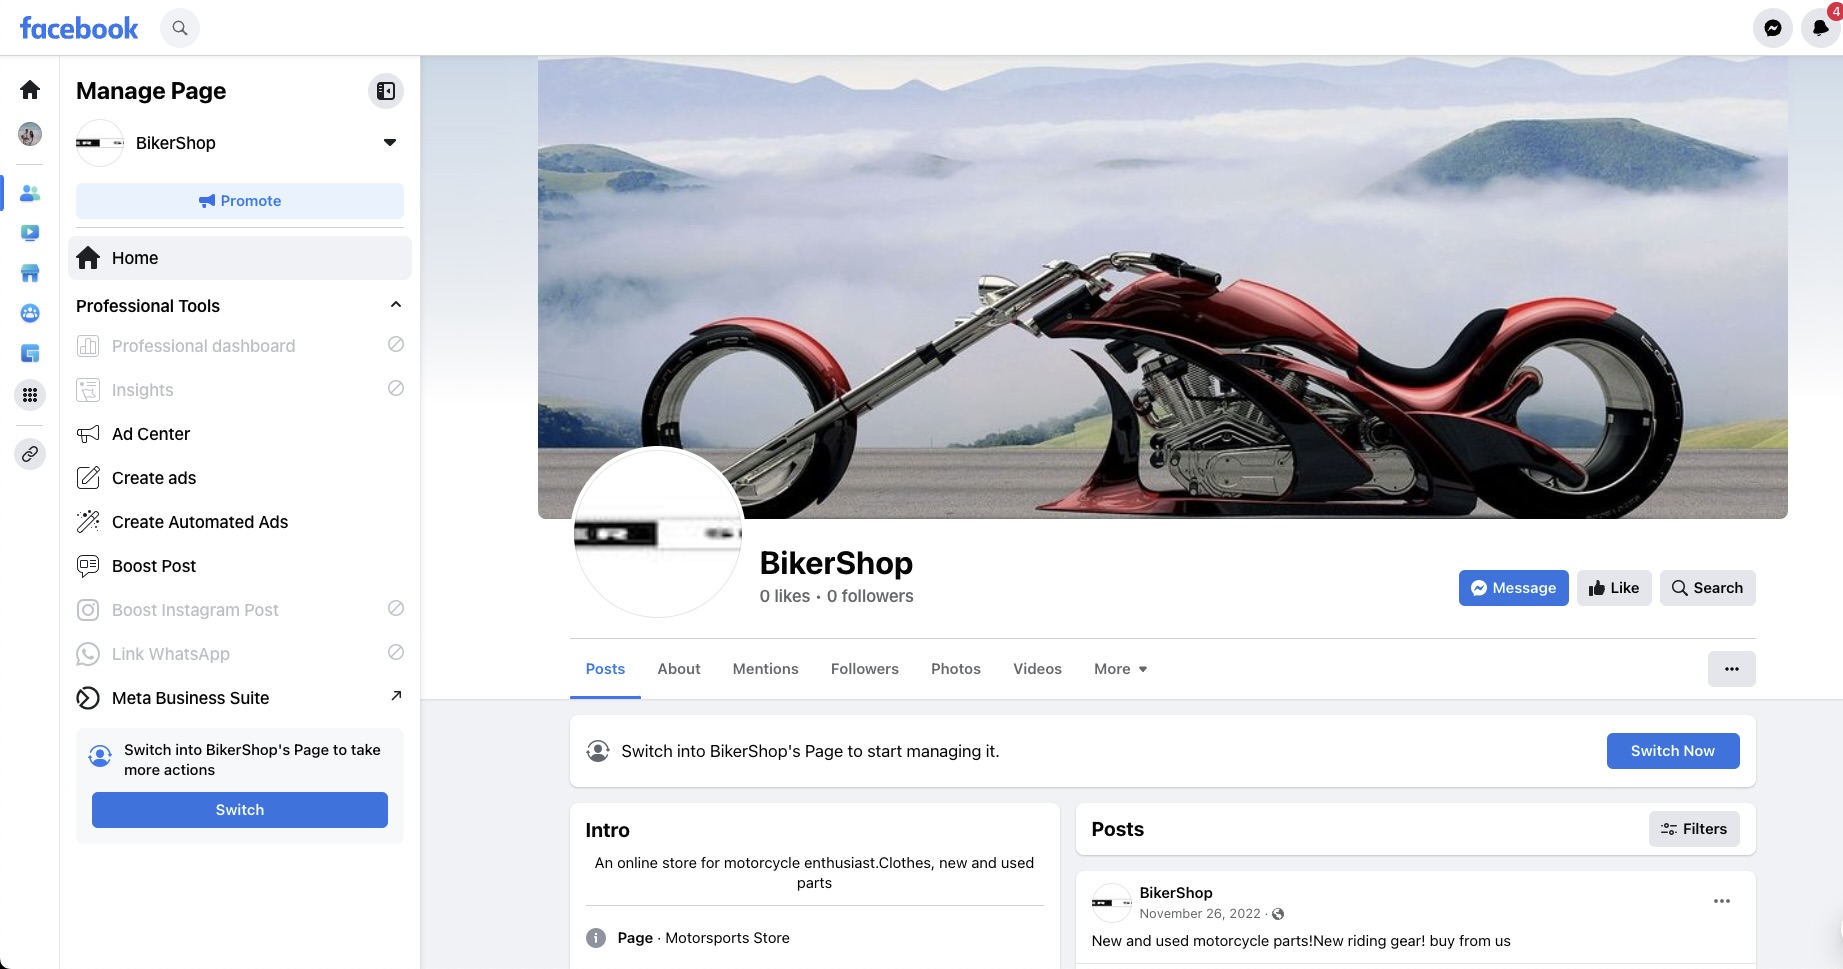 facebook
4
Manage Page
BikerShop
Promote
Home
Professional Tools
Professional dashboard
Insights
Ad Center
Create ads
Create Automated Ads
Boost Post
Boost Instagram Post
Link WhatsApp
Meta Business Suite
Switch into BikerShop's Page to take
more actions
Switch
BikerShop
0 likes • 0 followers
Message
Like
Search
Posts
About
Mentions
Followers
Photos
Videos
More
Switch into BikerShop's Page to start managing it.
Switch Now
Intro
An online store for motorcycle enthusiast.Clothes, new and used
parts
Page · Motorsports Store
Posts
Filters
BikerShop
November 26, 2022 ·
New and used motorcycle parts!New riding gear! buy from us